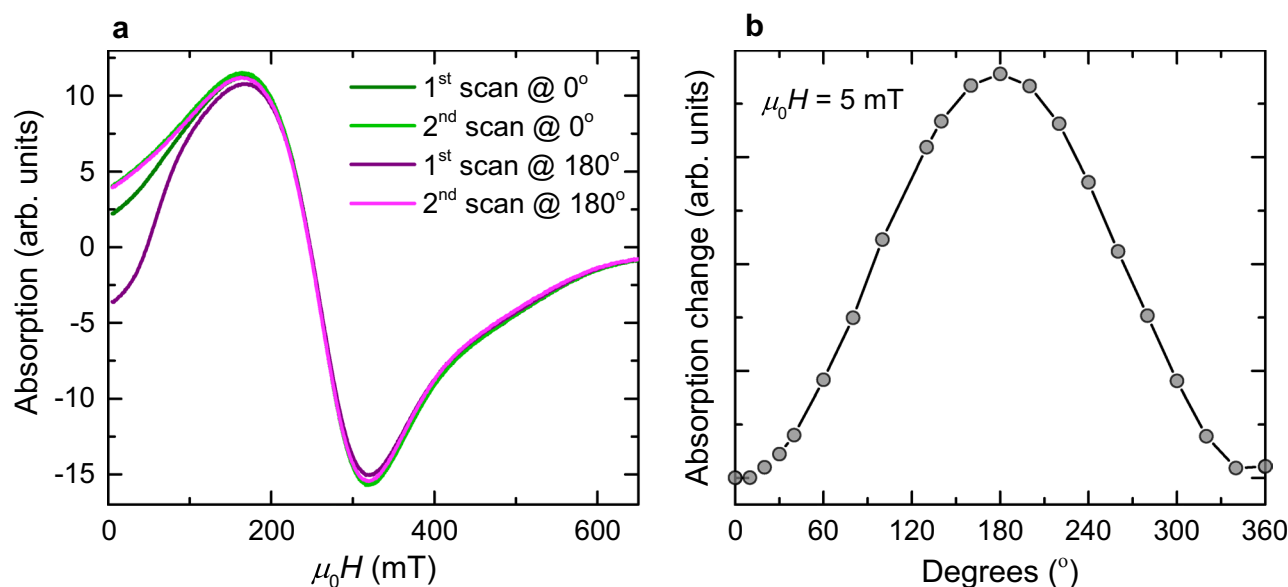 a
Absorption (arb. units)
10
5
0
-5
-10
-15
1st scan @ 0o
2nd scan @ 0o
1st scan @ 180o
2nd scan @ 180o
0 200 400 600
μ0H (mT)
b
Absorption change (arb. units)
μ0H = 5 mT
0 60 120 180 240 300 360
Degrees (o)